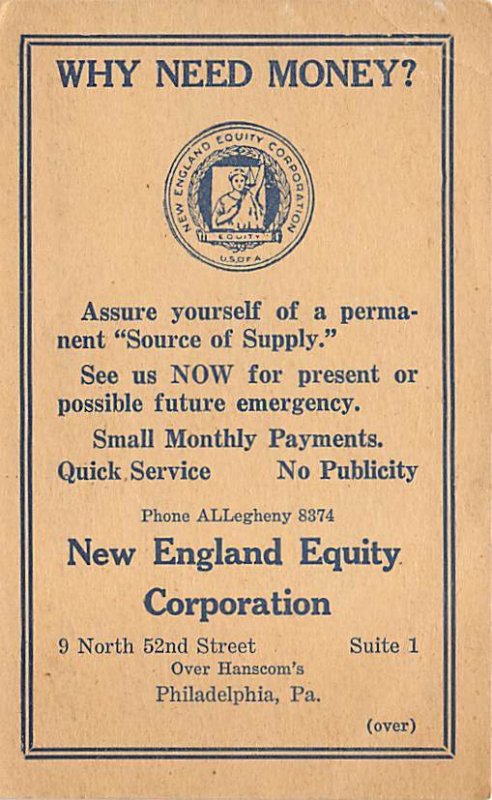 WHY NEED MONEY?
NEW ENGLAND EQUITY CORPORATION
EQUITY
U.S. OF A
Assure yourself of a perma-
nent “Source of Supply.”
See us NOW for present or
possible future emergency.
Small Monthly Payments.
Quick Service No Publicity
Phone ALLegheny 8374
New England Equity
Corporation
9 North 52nd Street Suite 1
Over Hanscom's
Philadelphia, Pa.
(over)